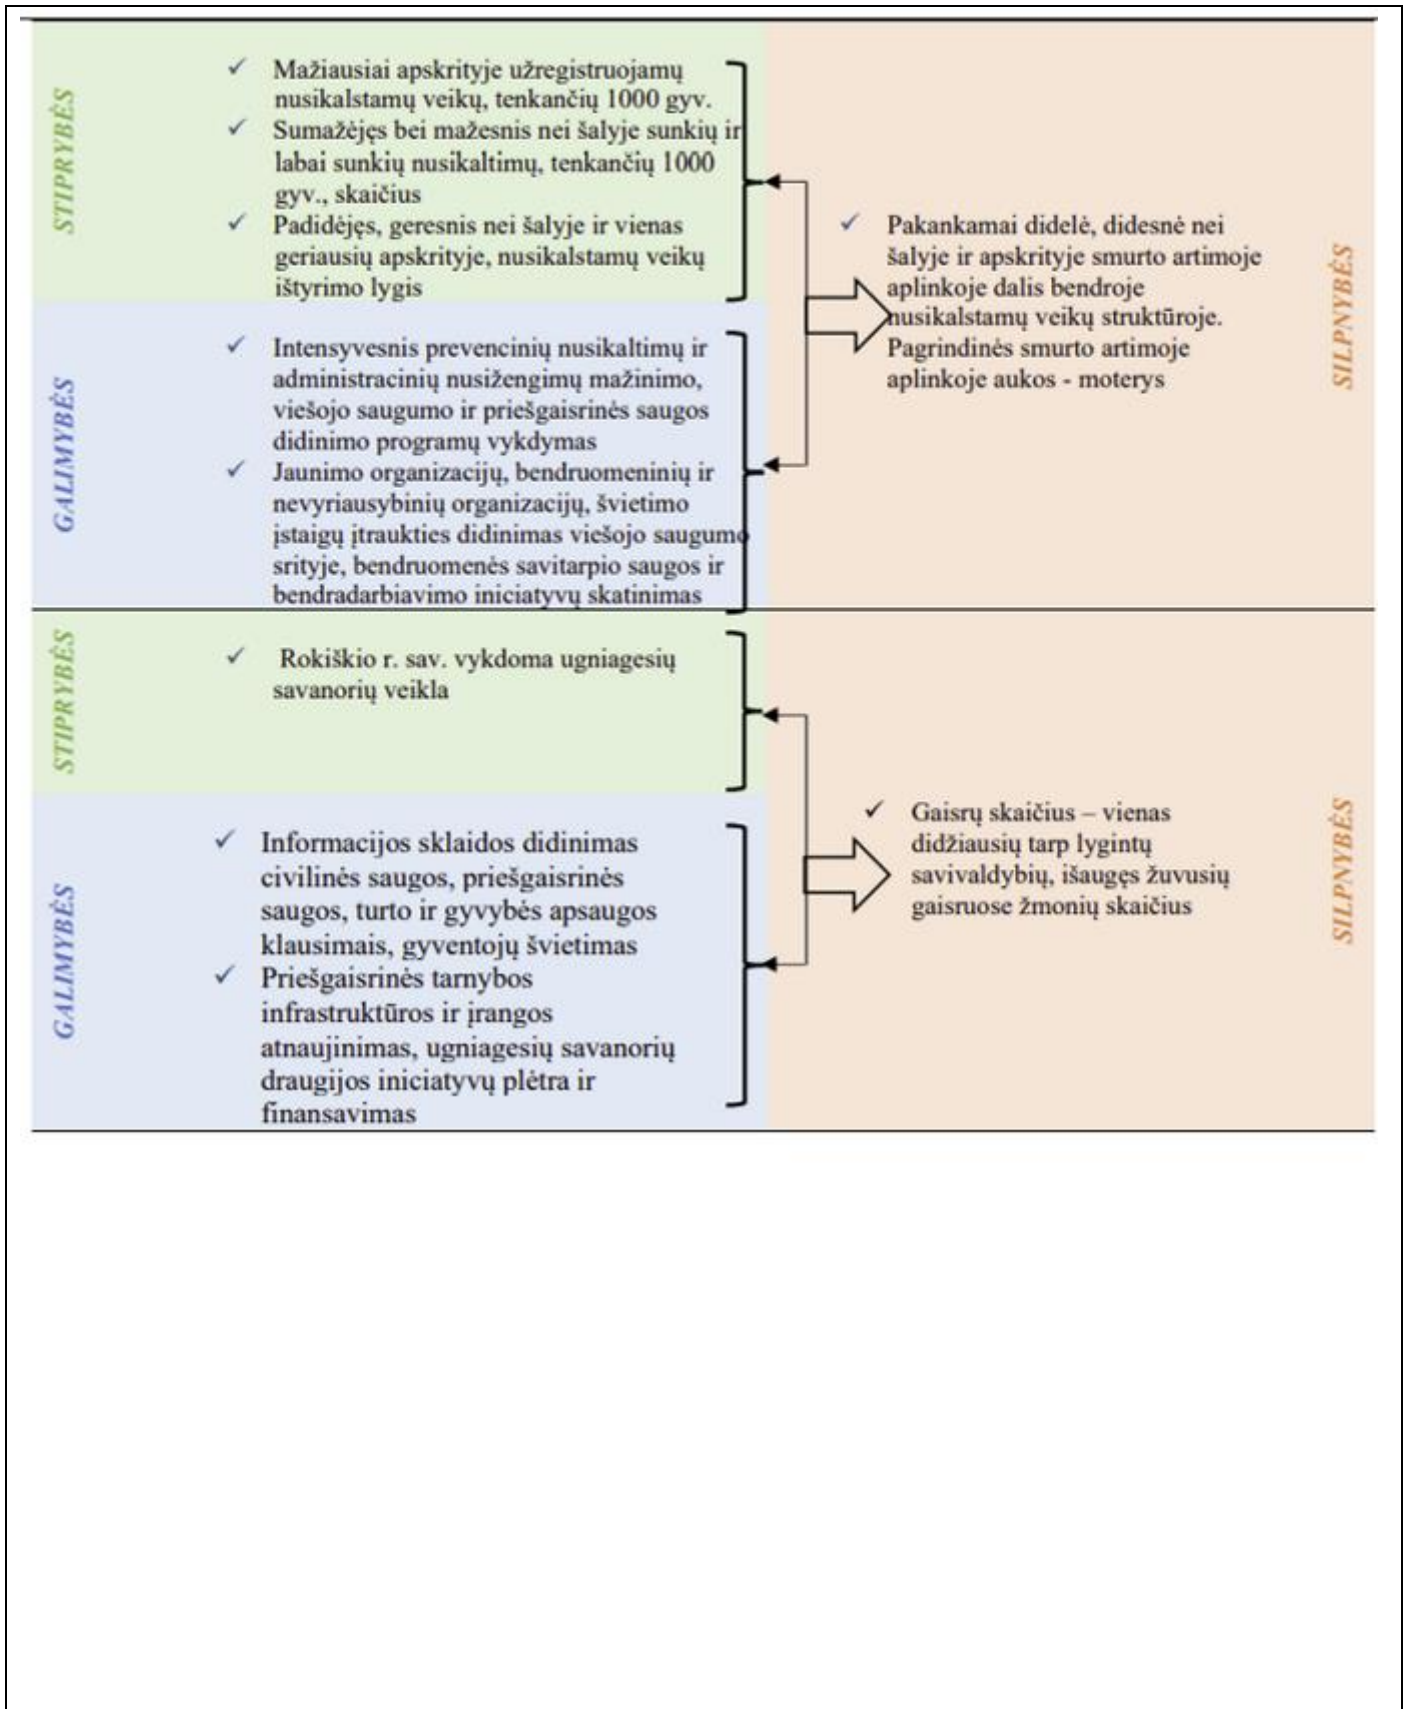 STIPRYBĖS
Mažiausiai apskrityje užregistruojamų
nusikalstamų veikų, tenkančių 1000 gyv.
Sumažėjęs bei mažesnis nei šalyje sunkių ir
labai sunkių nusikaltimų, tenkančių 1000
gyv., skaičius
Padidėjęs, geresnis nei šalyje ir vienas
geriausių apskrityje, nusikalstamų veikų
ištyrimo lygis
GALIMYBĖS
Intensyvesnis prevencinių nusikaltimų ir
administracinių nusižengimų mažinimo,
viešojo saugumo ir priešgaisrinės saugos
didinimo programų vykdymas
Jaunimo organizacijų, bendruomeninių ir
nevyriausybinių organizacijų, švietimo
įstaigų įtraukties didinimas viešojo saugumo
srityje, bendruomenės savitarpio saugos ir
bendradarbiavimo iniciatyvų skatinimas
Pakankamai didelė, didesnė nei
šalyje ir apskrityje smurto artimoje
aplinkoje dalis bendroje
nusikalstamų veikų struktūroje.
Pagrindinės smurto artimoje
aplinkoje aukos - moterys
SILPNYBĖS
STIPRYBĖS
Rokiškio r. sav. vykdoma ugniagesių
savanorių veikla
GALIMYBĖS
Informacijos sklaidos didinimas
civilinės saugos, priešgaisrinės
saugos, turto ir gyvybės apsaugos
klausimais, gyventojų švietimas
Priešgaisrinės tarnybos
infrastruktūros ir įrangos
atnaujinimas, ugniagesių savanorių
draugijos iniciatyvų plėtra ir
finansavimas
Gaisrų skaičius – vienas
didžiausių tarp lygintų
savivaldybių, išaugęs žuvusių
gaisruose žmonių skaičius
SILPNYBĖS